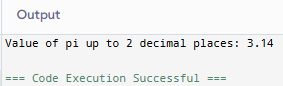 Output
Value of pi up to 2 decimal places: 3.14
=== Code Execution Successful ===